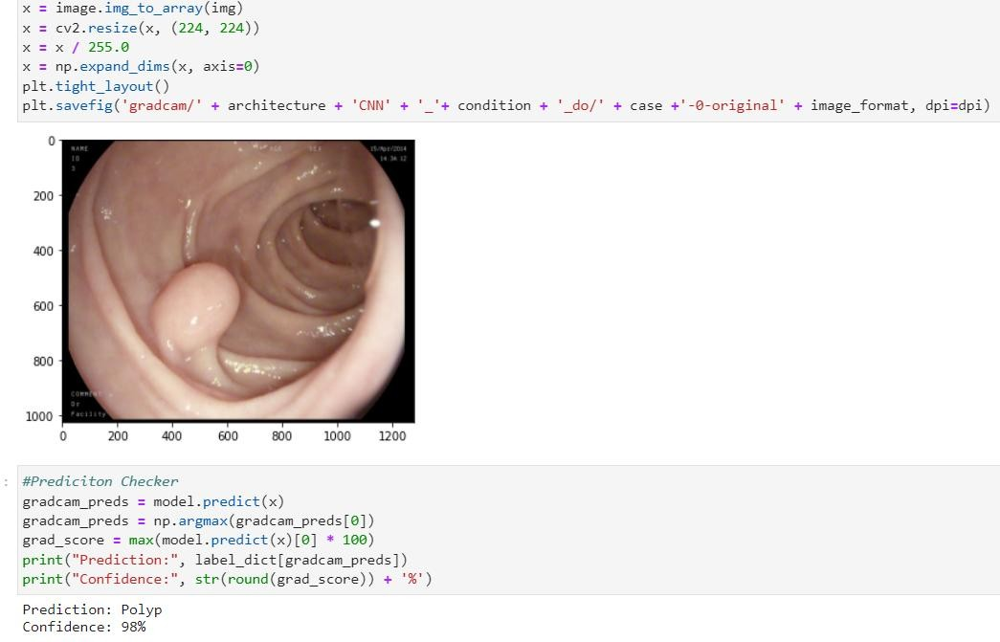 x = image.img_to_array(img)
x = cv2.resize(x, (224, 224))
x = x / 255.0
x = np.expand_dims(x, axis=0)
plt.tight_layout()
plt.savefig('gradcam/' + architecture + 'CNN' + '_'+ condition + '_do/' + case +'-0-original' + image_format, dpi=dpi)
0
200
400
600
800
1000
NAME
AGE
SEX
15/Apr/2014
ID
14 34 12
3
COMMENT
Dr
Facility
0 200 400 600 800 1000 1200
:
#Prediciton Checker
gradcam_preds = model.predict(x)
gradcam_preds = np.argmax(gradcam_preds[0])
grad_score = max(model.predict(x)[0] * 100)
print("Prediction:", label_dict[gradcam_preds])
print("Confidence:", str(round(grad_score)) + '%')
Prediction: Polyp
Confidence: 98%